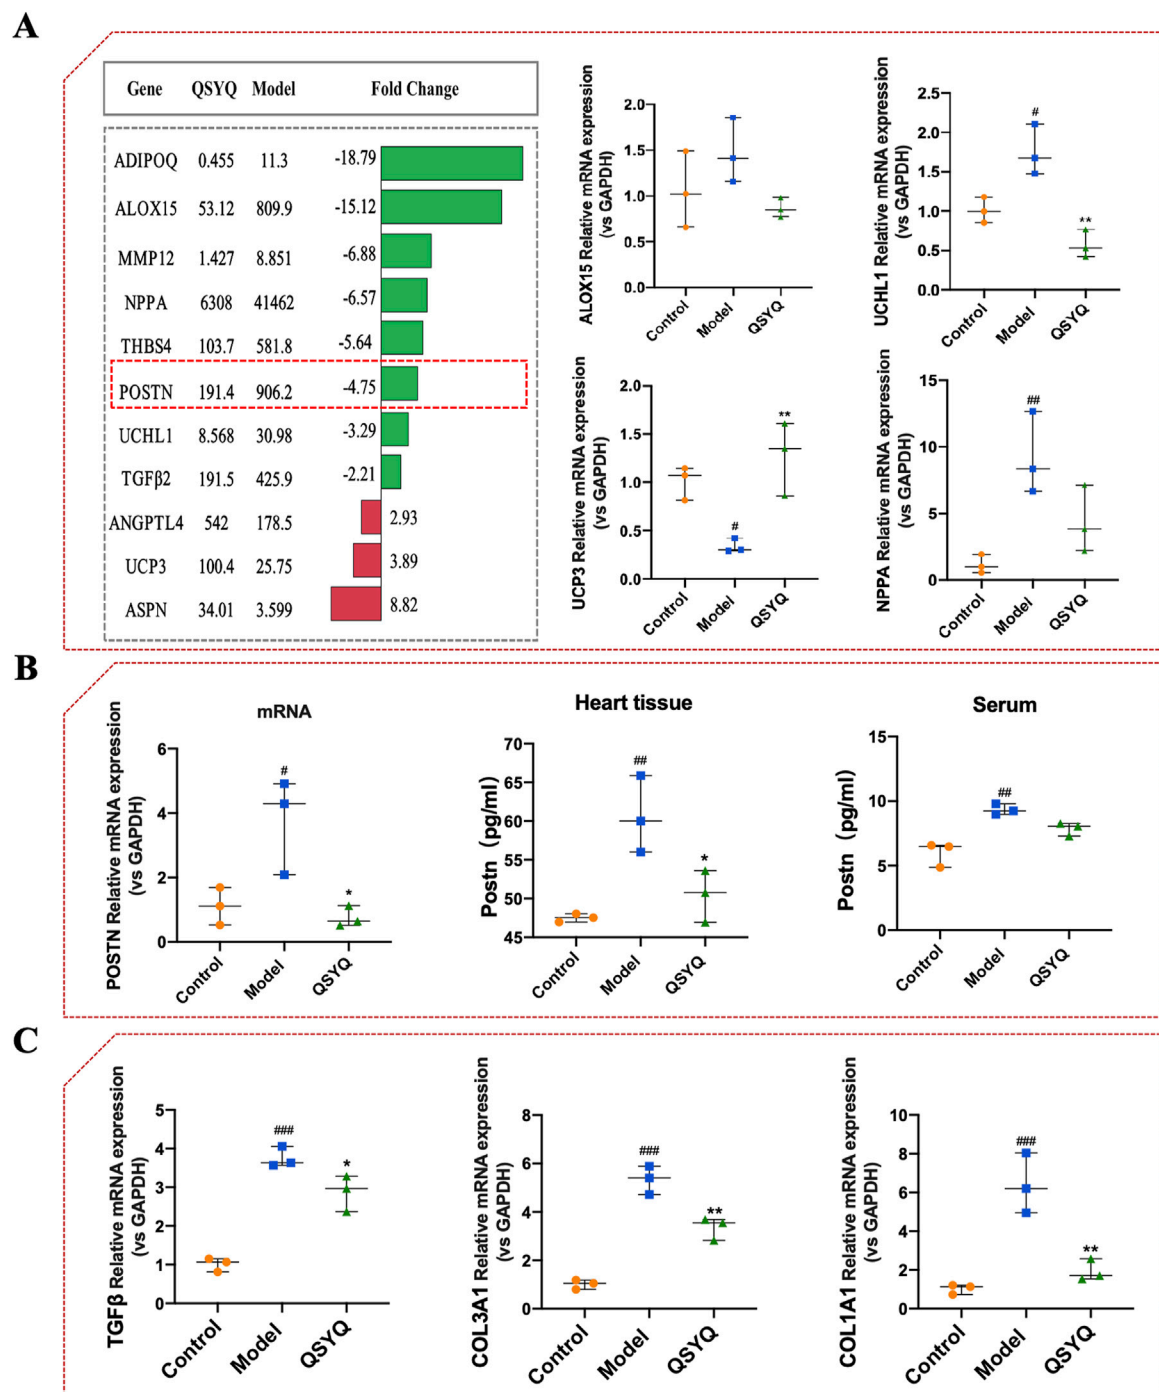 A
Gene QSYQ Model Fold Change
ADIPOQ 0.455 11.3 -18.79
ALOX15 53.12 809.9 -15.12
MMP12 1.427 8.851 -6.88
NPPA 6308 41462 -6.57
THBS4 103.7 581.8 -5.64
POSTN 191.4 906.2 -4.75
UCHL1 8.568 30.98 -3.29
TGFβ2 191.5 425.9 -2.21
ANGPTL4 542 178.5 2.93
UCP3 100.4 25.75 3.89
ASPN 34.01 3.599 8.82
ALOX15 Relative mRNA expression
(vs GAPDH)
2.0
1.5
1.0
0.5
0.0
Control Model QSYQ
UCHL1 Relative mRNA expression
(vs GAPDH)
2.5
2.0
1.5
1.0
0.5
0.0
#
**
Control Model QSYQ
UCP3 Relative mRNA expression
(vs GAPDH)
2.0
1.5
1.0
0.5
0.0
#
**
Control Model QSYQ
NPPA Relative mRNA expression
(vs GAPDH)
15
10
5
0
##
Control Model QSYQ
B
mRNA
POSTN Relative mRNA expression
(vs GAPDH)
6
4
2
0
#
*
Control Model QSYQ
Heart tissue
Postn (pg/ml)
70
65
60
55
50
45
##
*
Control Model QSYQ
Serum
Postn (pg/ml)
15
10
5
0
##
Control Model QSYQ
C
TGFβ Relative mRNA expression
(vs GAPDH)
5
4
3
2
1
0
###
*
Control Model QSYQ
COL3A1 Relative mRNA expression
(vs GAPDH)
8
6
4
2
0
###
**
Control Model QSYQ
COL1A1 Relative mRNA expression
(vs GAPDH)
10
8
6
4
2
0
###
**
Control Model QSYQ